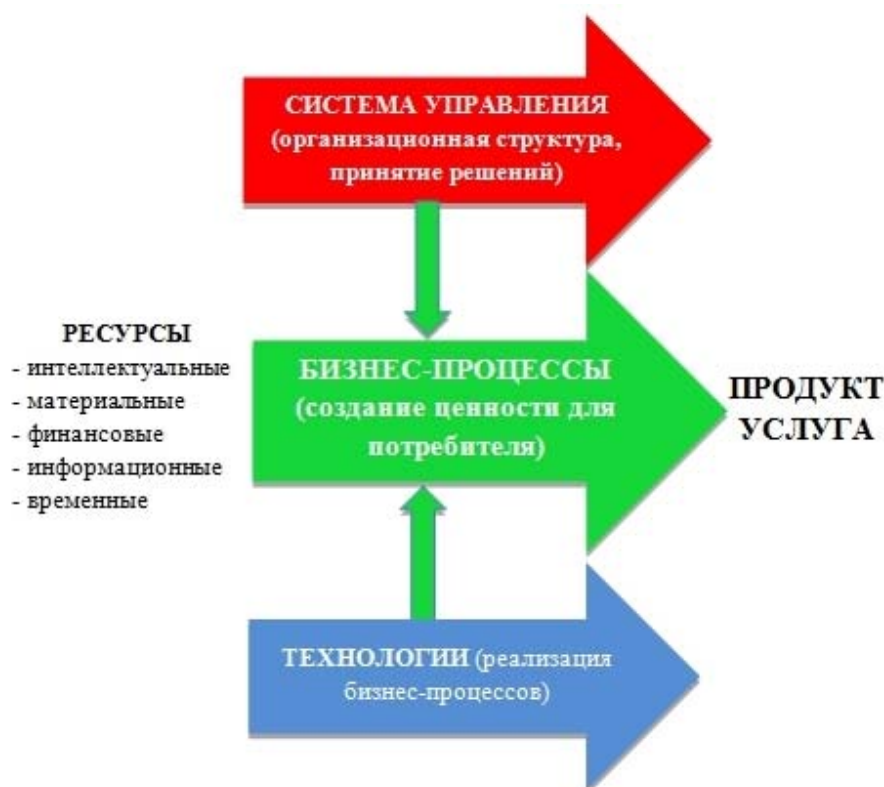 СИСТЕМА УПРАВЛЕНИЯ
(организационная структура,
принятие решений)
РЕСУРСЫ
- интеллектуальные
- материальные
- финансовые
- информационные
- временные
БИЗНЕС-ПРОЦЕССЫ
(создание ценности для
потребителя)
ПРОДУКТ
УСЛУГА
ТЕХНОЛОГИИ (реализация
бизнес-процессов)